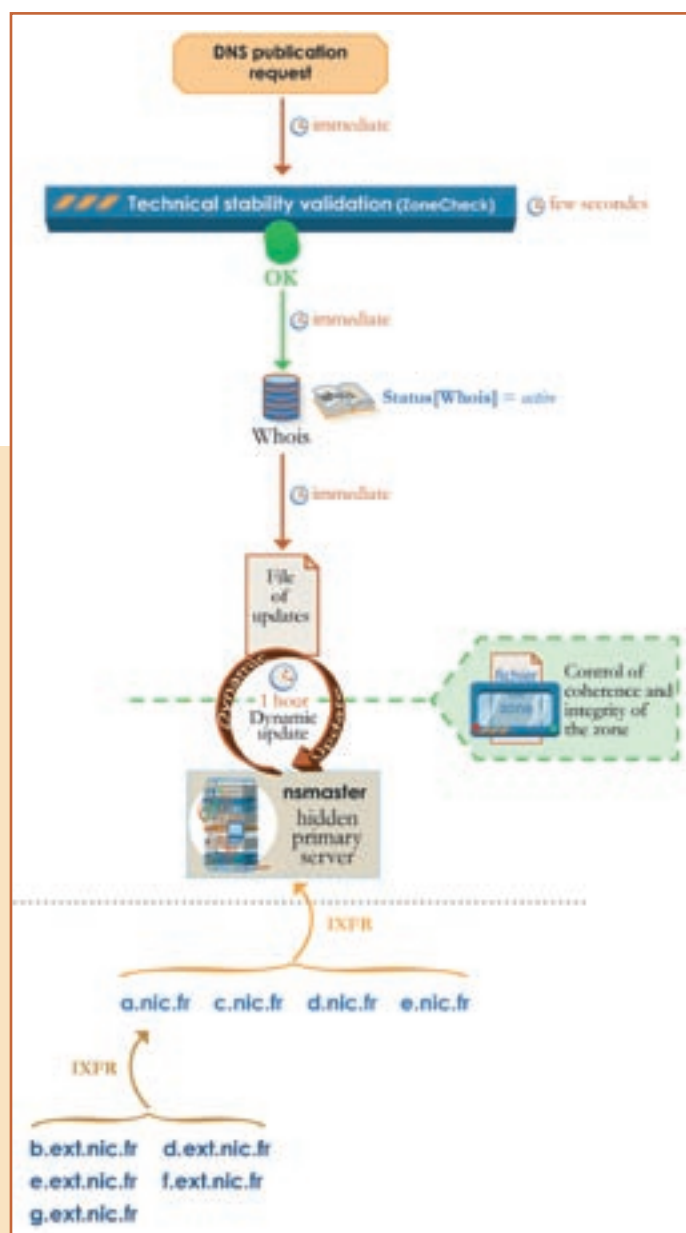 DNS publication
request
immediate
Technical stability validation (ZoneCheck)
few secondes
OK
immediate
Status[Whois] = active
Whois
immediate
File
of
updates
Dynamic
1 hour
Dynamic
update
Update
fichier
zone
Control of
coherence and
integrity of
the zone
nsmaster
hidden
primary
server
IXFR
a.nic.fr c.nic.fr d.nic.fr e.nic.fr
IXFR
b.ext.nic.fr d.ext.nic.fr
e.ext.nic.fr f.ext.nic.fr
g.ext.nic.fr